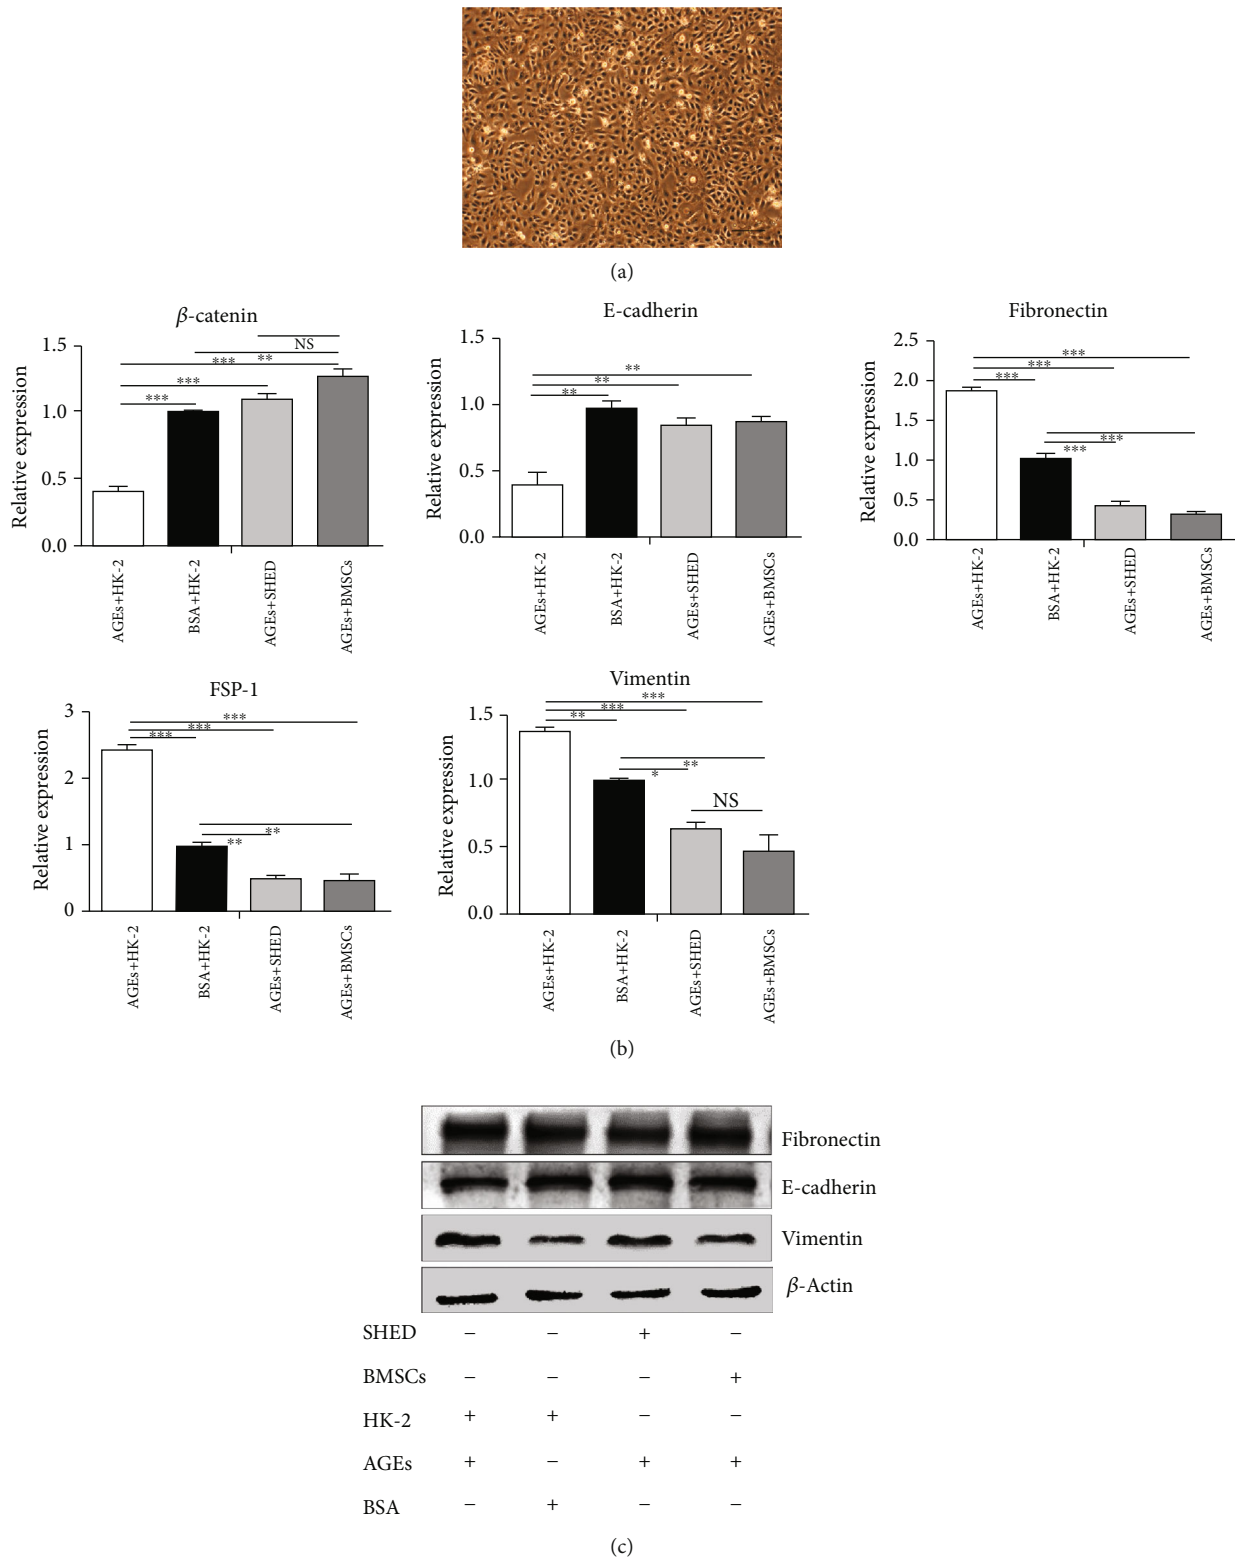 (a)
β-catenin
Relative expression
1.5
1.0
0.5
0.0
NS
**
***
***
***
AGEs+HK-2
BSA+HK-2
AGEs+SHED
AGEs+BMSCs
E-cadherin
Relative expression
1.5
1.0
0.5
0.0
**
**
**
AGEs+HK-2
BSA+HK-2
AGEs+SHED
AGEs+BMSCs
Fibronectin
Relative expression
2.5
2.0
1.5
1.0
0.5
0.0
***
***
***
***
***
AGEs+HK-2
BSA+HK-2
AGEs+SHED
AGEs+BMSCs
FSP-1
Relative expression
3
2
1
0
***
***
***
**
**
AGEs+HK-2
BSA+HK-2
AGEs+SHED
AGEs+BMSCs
Vimentin
Relative expression
1.5
1.0
0.5
0.0
***
***
**
**
*
NS
AGEs+HK-2
BSA+HK-2
AGEs+SHED
AGEs+BMSCs
(b)
Fibronectin
E-cadherin
Vimentin
β-Actin
SHED − − + −
BMSCs − − − +
HK-2 + + − −
AGEs + − + +
BSA − + − −
(c)